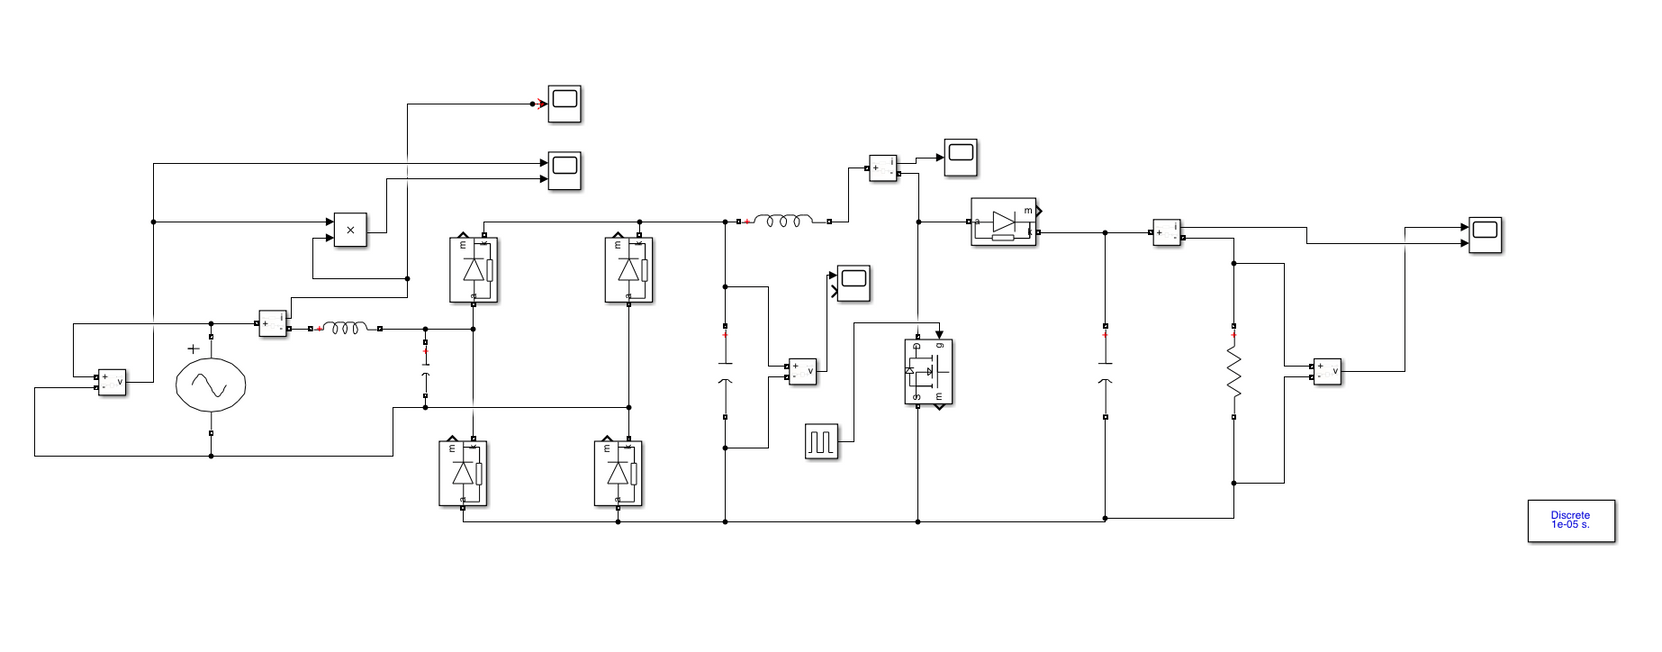 i
m
a
k
+
i
-
+
i
-
v
+
-
×
m
k
a
m
k
a
+
i
-
+
+
v
+
-
+
v
+
-
D
g
S
m
+
+
v
+
-
m
k
a
m
k
a
Discrete
1e-05 s.